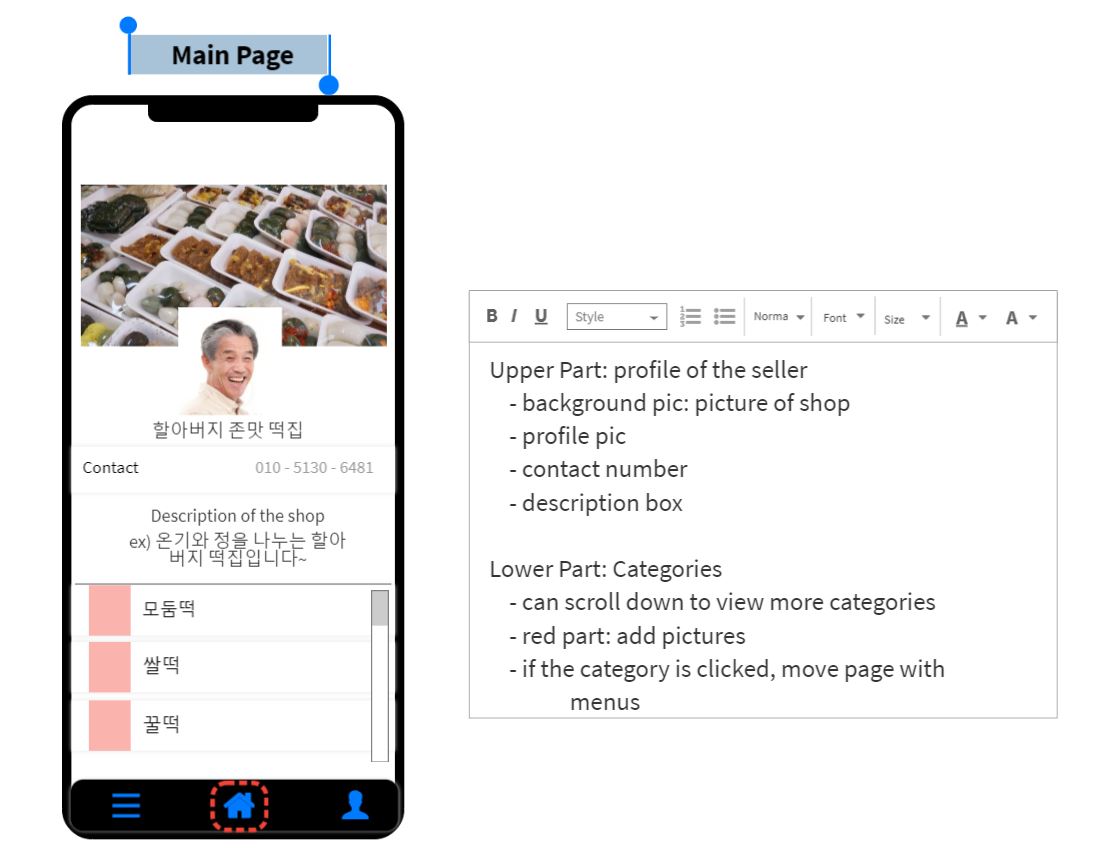 Main Page
할아버지 존맛 떡집
Contact 010 - 5130 - 6481
Description of the shop
ex) 온기와 정을 나누는 할아
버지 떡집입니다~
모둠떡
쌀떡
꿀떡
B I U Style Norma Font Size A A
Upper Part: profile of the seller
- background pic: picture of shop
- profile pic
- contact number
- description box
Lower Part: Categories
- can scroll down to view more categories
- red part: add pictures
- if the category is clicked, move page with
menus